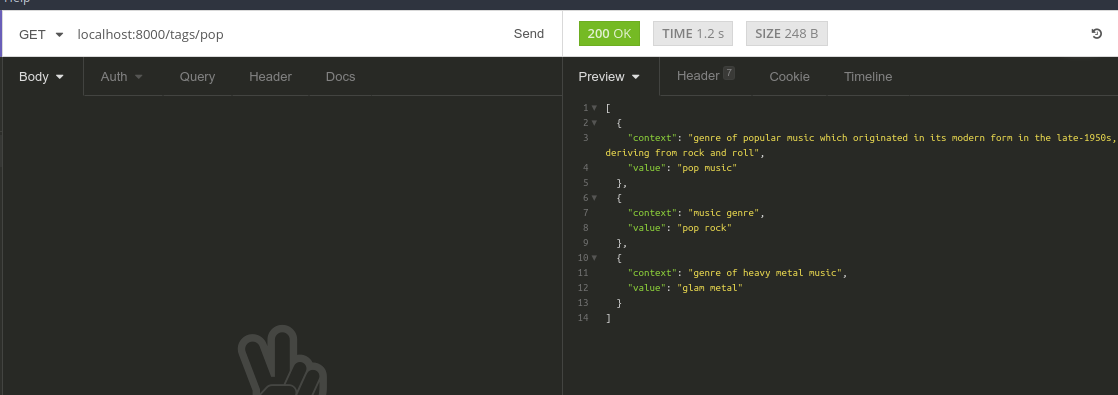 Help
GET localhost:8000/tags/pop Send 200 OK TIME 1.2 s SIZE 248 B
Body Auth Query Header Docs
Preview Header 7 Cookie Timeline
1 [
2 {
3 "context": "genre of popular music which originated in its modern form in the late-1950s,
deriving from rock and roll",
4 "value": "pop music"
5 },
6 {
7 "context": "music genre",
8 "value": "pop rock"
9 },
10 {
11 "context": "genre of heavy metal music",
12 "value": "glam metal"
13 }
14 ]